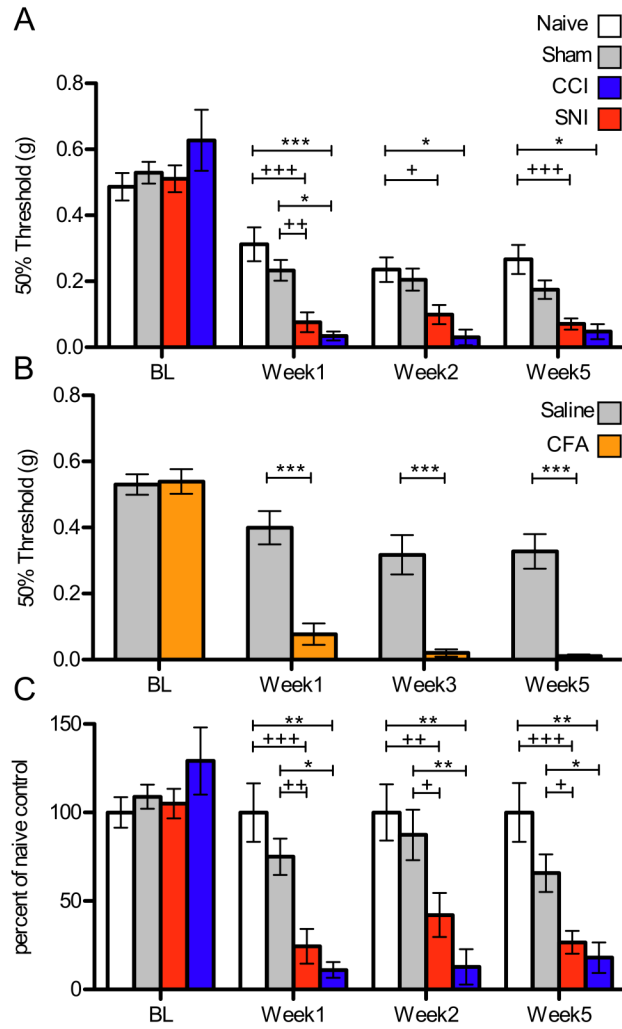 A
Naive
Sham
CCI
SNI
50% Threshold (g)
0.8
0.6
0.4
0.2
0.0
*** * *
+++ + +++
*
++
BL Week1 Week2 Week5
B
Saline
CFA
50% Threshold (g)
0.8
0.6
0.4
0.2
0.0
*** *** ***
BL Week1 Week3 Week5
C
percent of naive control
150
100
50
0
** ** **
+++ ++ +++
* ** *
++ + +
BL Week1 Week2 Week5